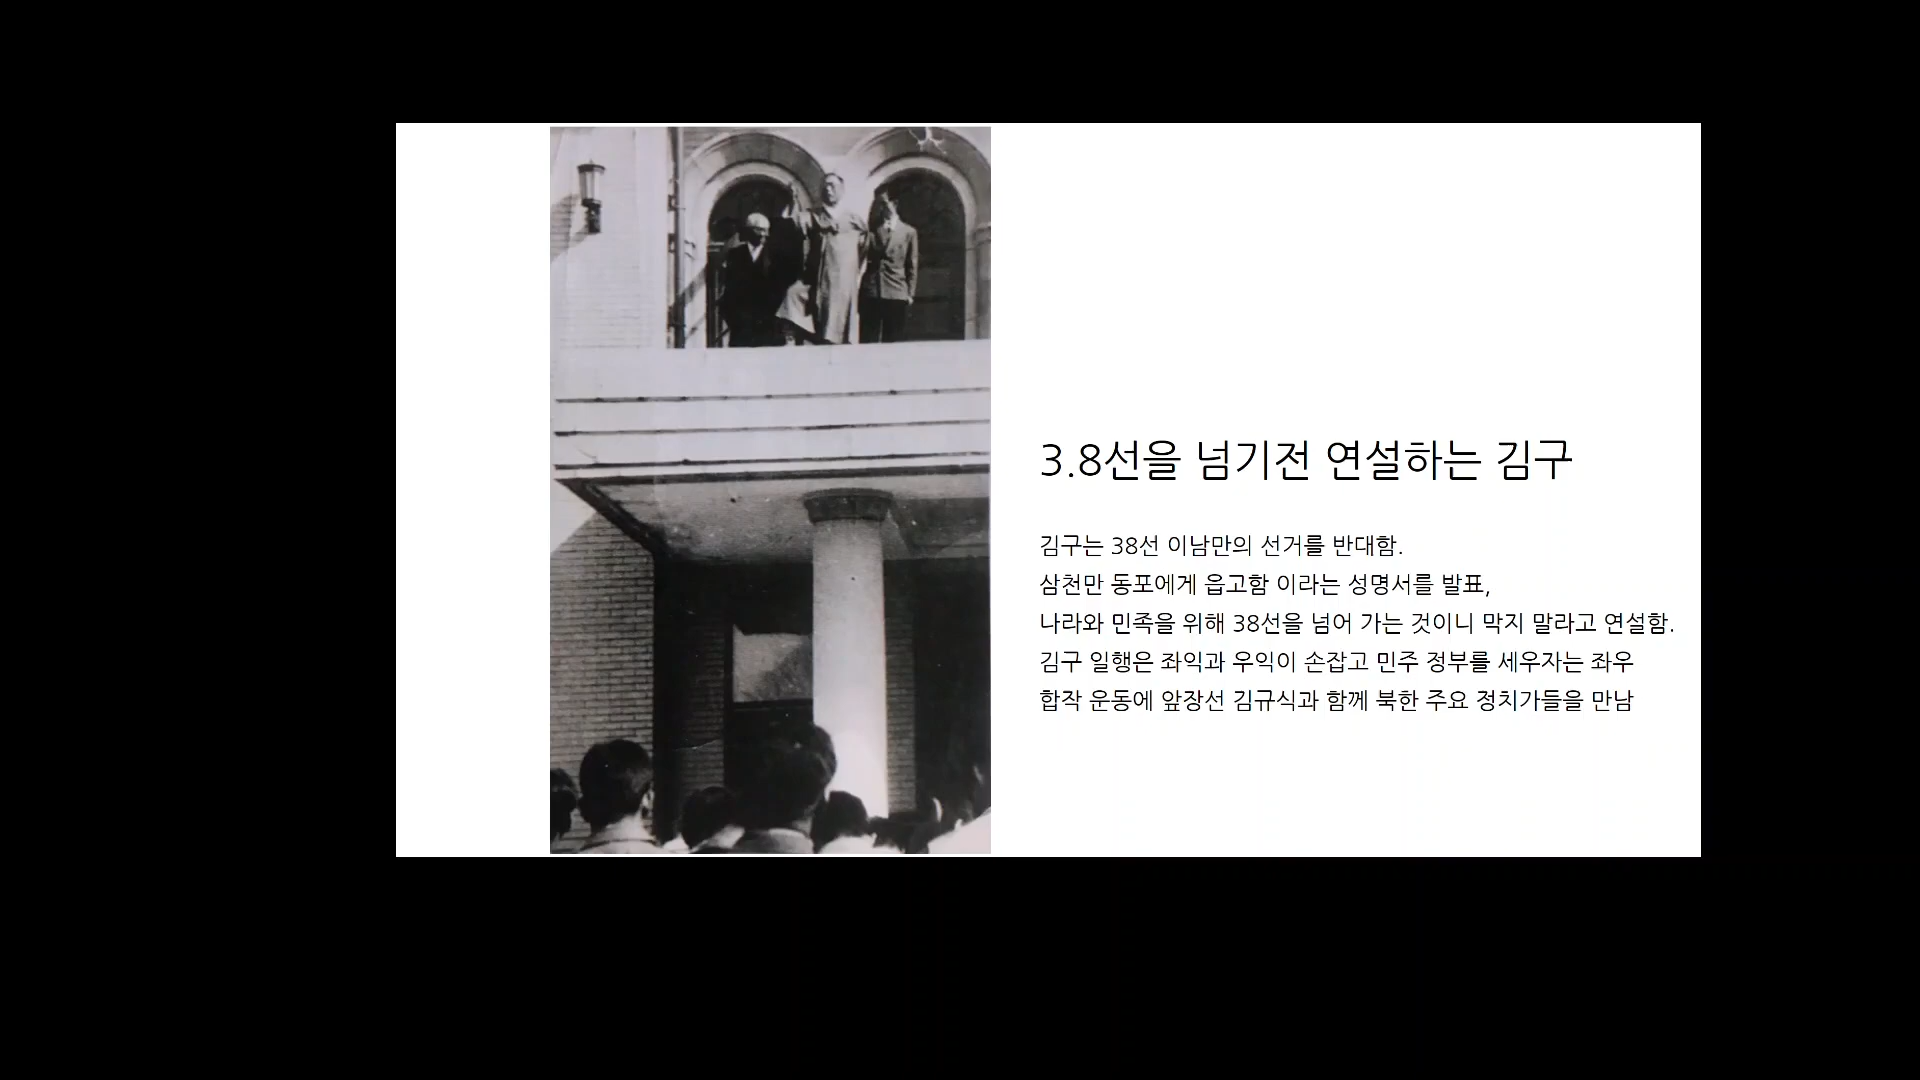 3.8선을 넘기전 연설하는 김구
김구는 38선 이남만의 선거를 반대함.
삼천만 동포에게 읍고함 이라는 성명서를 발표,
나라와 민족을 위해 38선을 넘어 가는 것이니 막지 말라고 연설함.
김구 일행은 좌익과 우익이 손잡고 민주 정부를 세우자는 좌우
합작 운동에 앞장선 김규식과 함께 북한 주요 정치가들을 만남